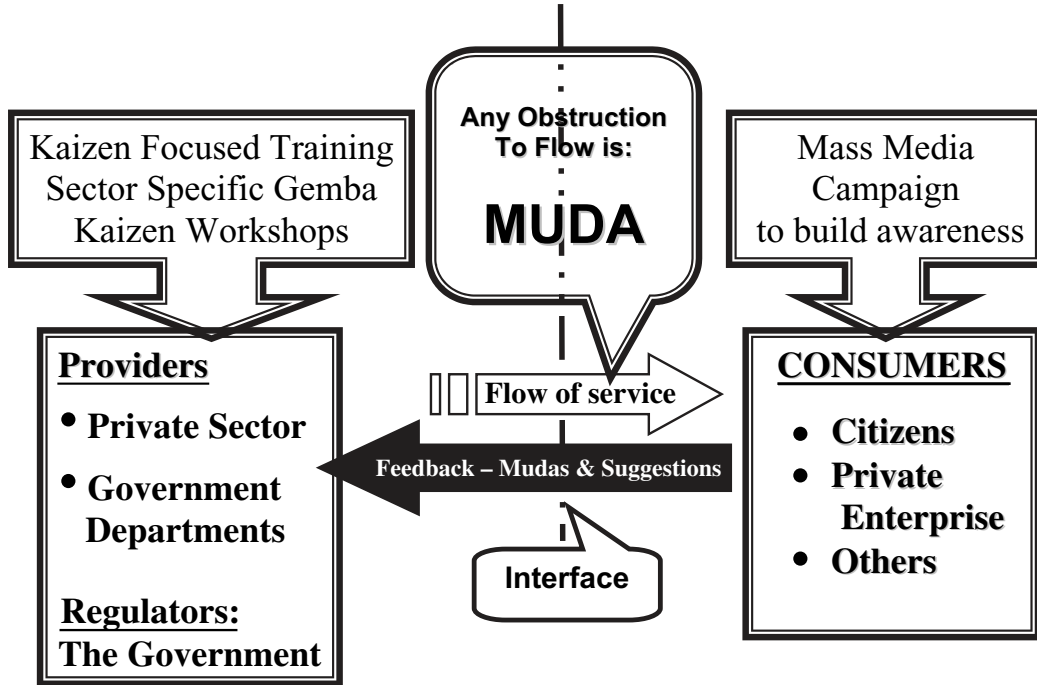 Kaizen Focused Training
Sector Specific Gemba
Kaizen Workshops
Any Obstruction
To Flow is:
MUDA
Mass Media
Campaign
to build awareness
Providers
• Private Sector
• Government
Departments
Regulators:
The Government
Flow of service
Feedback – Mudas & Suggestions
Interface
CONSUMERS
• Citizens
• Private
Enterprise
• Others